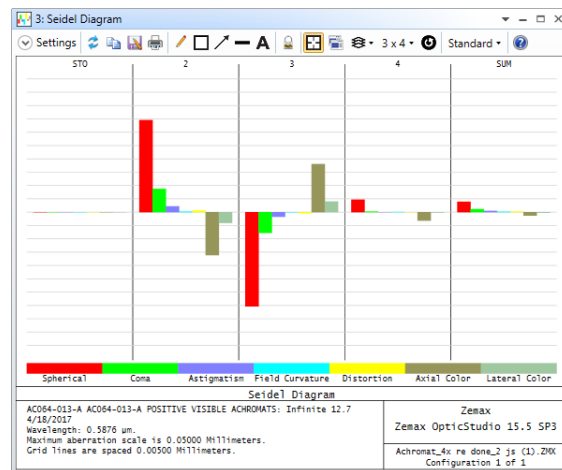 3: Seidel Diagram
Settings A 3 x 4 Standard
STO 2 3 4 SUM
Spherical Coma Astigmatism Field Curvature Distortion Axial Color Lateral Color
Seidel Diagram
AC064-013-A AC064-013-A POSITIVE VISIBLE ACHROMATS: Infinite 12.7
4/18/2017
Wavelength: 0.5876 µm.
Maximum aberration scale is 0.05000 Millimeters.
Grid lines are spaced 0.00500 Millimeters.
Zemax
Zemax OpticStudio 15.5 SP3
Achromat_4x re done_2 js (1).ZMX
Configuration 1 of 1